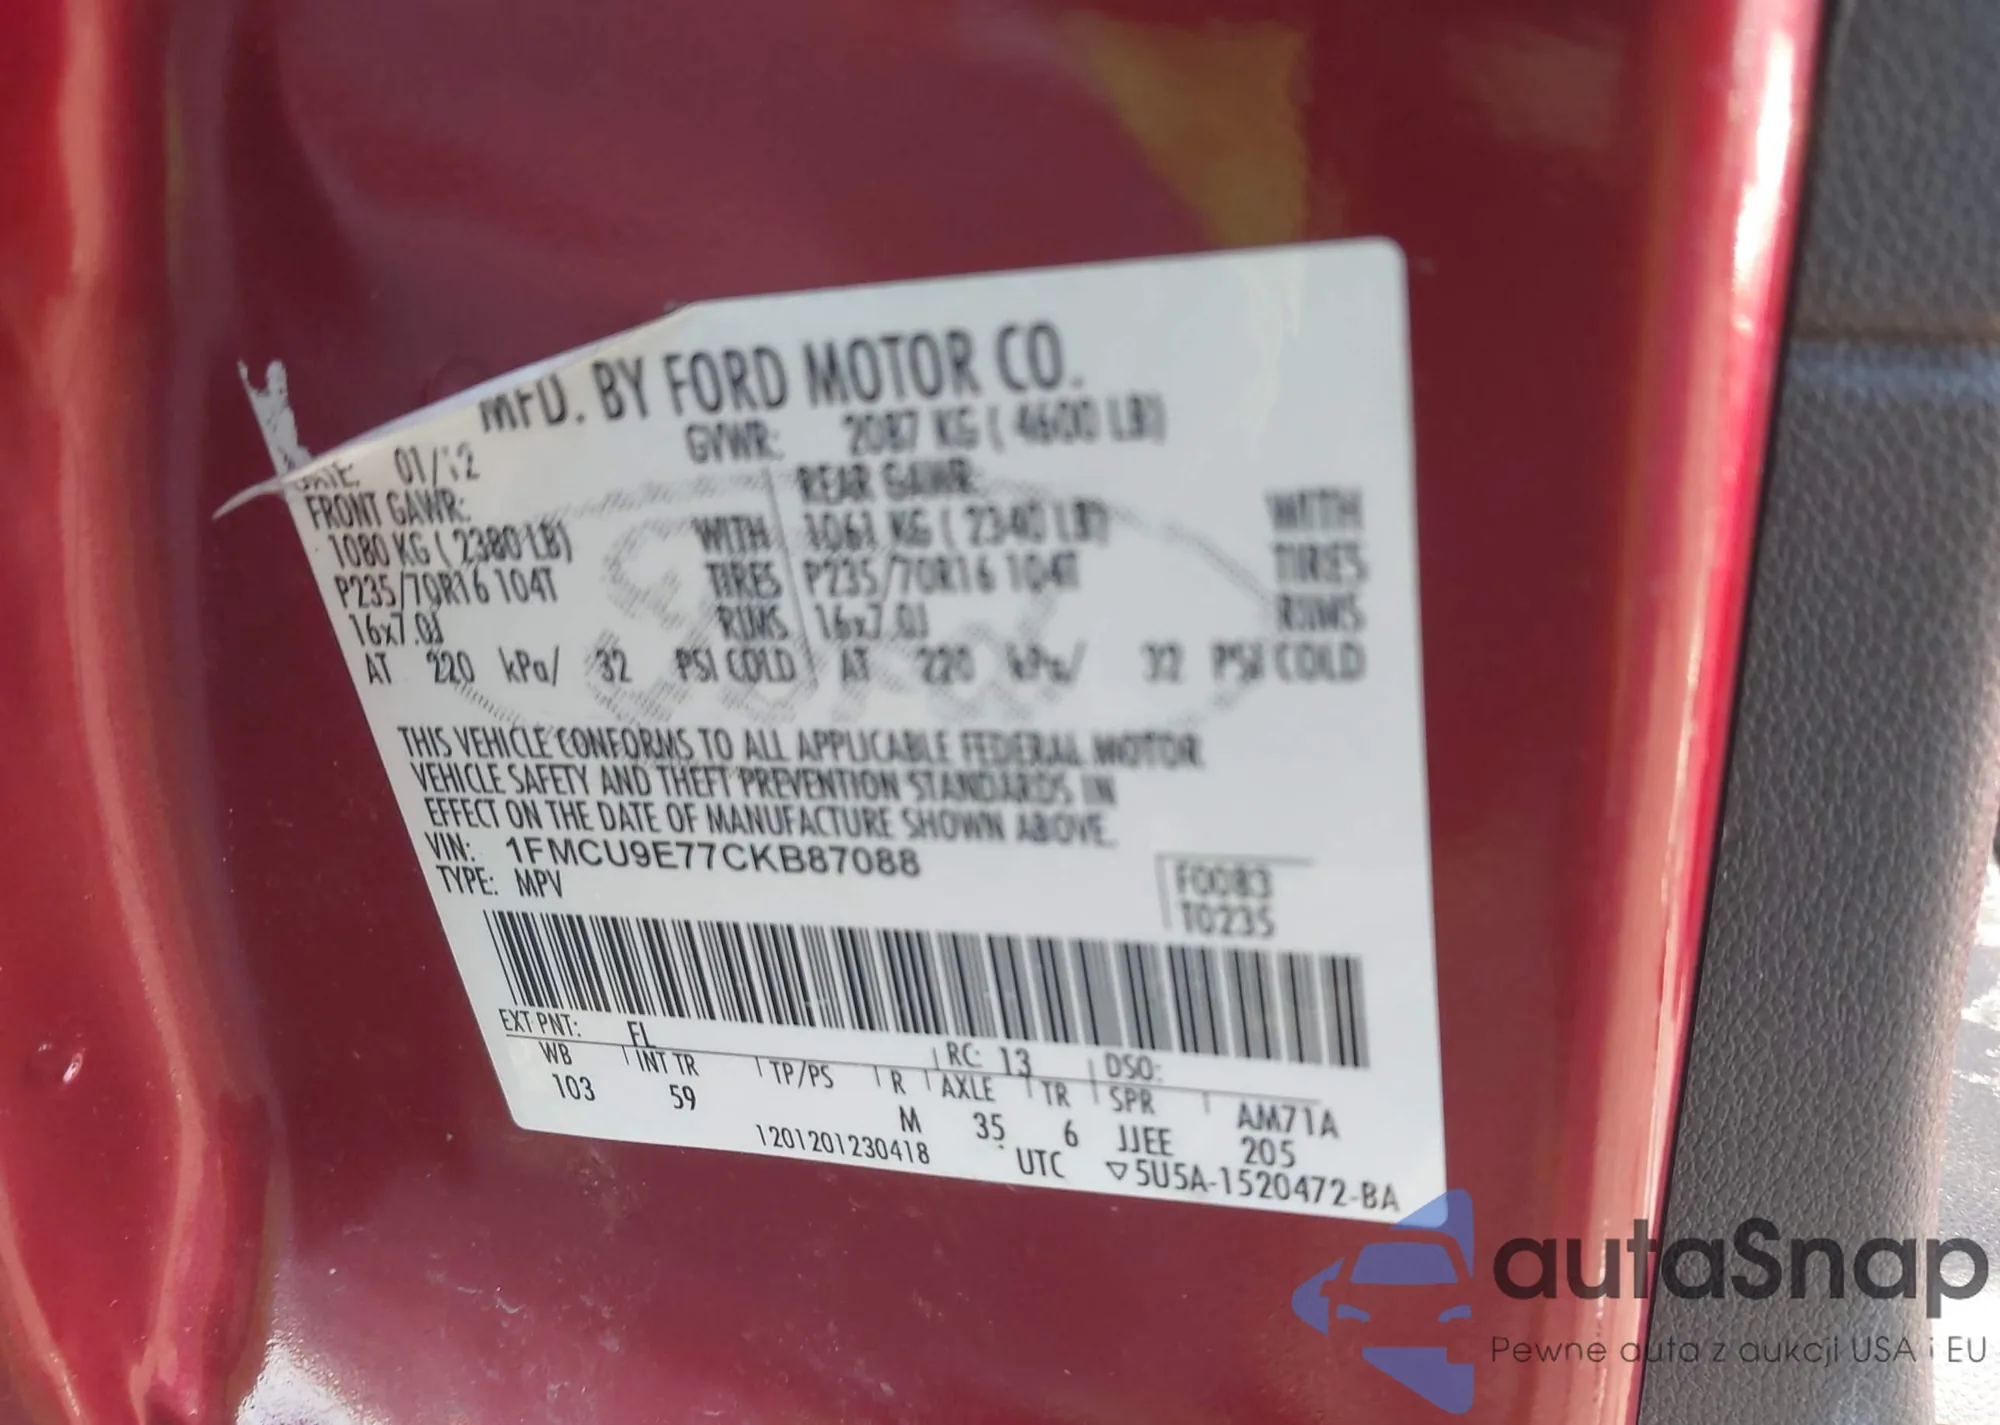 MFD. BY FORD MOTOR CO.
DATE: 01/12 GVWR: 2087 KG ( 4600 LB)
FRONT GAWR: REAR GAWR:
1080 KG ( 2380 LB) WITH 1061 KG ( 2340 LB) WITH
P235/70R16 104T TIRES P235/70R16 104T TIRES
16x7.0J RIMS 16x7.0J RIMS
AT 220 kPa/ 32 PSI COLD AT 220 kPa/ 32 PSI COLD
THIS VEHICLE CONFORMS TO ALL APPLICABLE FEDERAL MOTOR
VEHICLE SAFETY AND THEFT PREVENTION STANDARDS IN
EFFECT ON THE DATE OF MANUFACTURE SHOWN ABOVE.
VIN: 1FMCU9E77CKB87088
TYPE: MPV
F0083
T0235
EXT PNT: FL RC: 13 DSO:
WB INT TR TP/PS R AXLE TR SPR AM71A
103 59 M 35 6 JJEE 205
1201201230418 UTC ▽5U5A-1520472-BA
autaSnap
Pewne auta z aukcji USA i EU